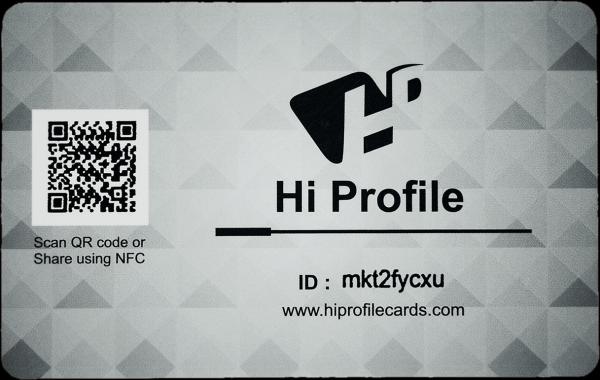 HP
Hi Profile
Scan QR code or
Share using NFC
ID : mkt2fycxu
www.hiprofilecards.com